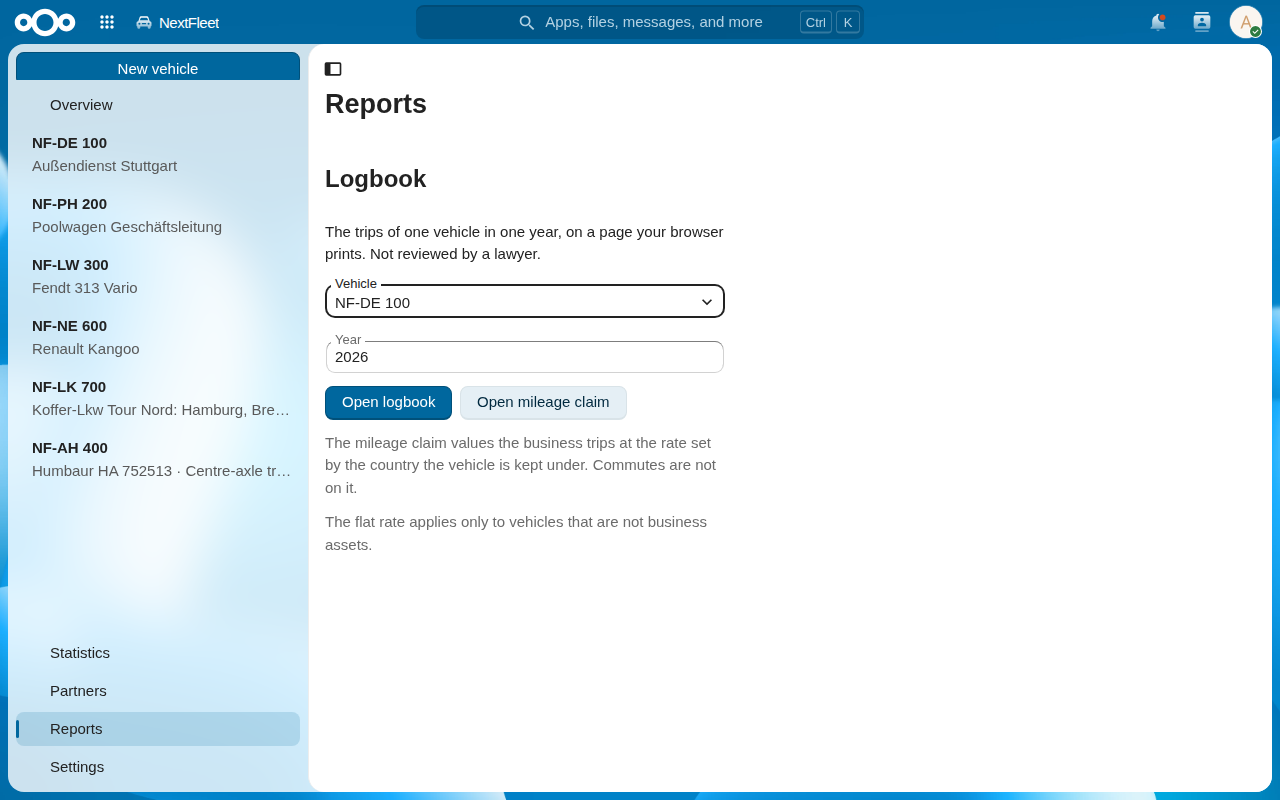 NextFleet
Apps, files, messages, and more
Ctrl
K
A
New vehicle
Overview
NF-DE 100
Außendienst Stuttgart
NF-PH 200
Poolwagen Geschäftsleitung
NF-LW 300
Fendt 313 Vario
NF-NE 600
Renault Kangoo
NF-LK 700
Koffer-Lkw Tour Nord: Hamburg, Bre…
NF-AH 400
Humbaur HA 752513 · Centre-axle tr…
Statistics
Partners
Reports
Settings
Reports
Logbook
The trips of one vehicle in one year, on a page your browser
prints. Not reviewed by a lawyer.
Vehicle
NF-DE 100
Year
2026
Open logbook
Open mileage claim
The mileage claim values the business trips at the rate set
by the country the vehicle is kept under. Commutes are not
on it.
The flat rate applies only to vehicles that are not business
assets.